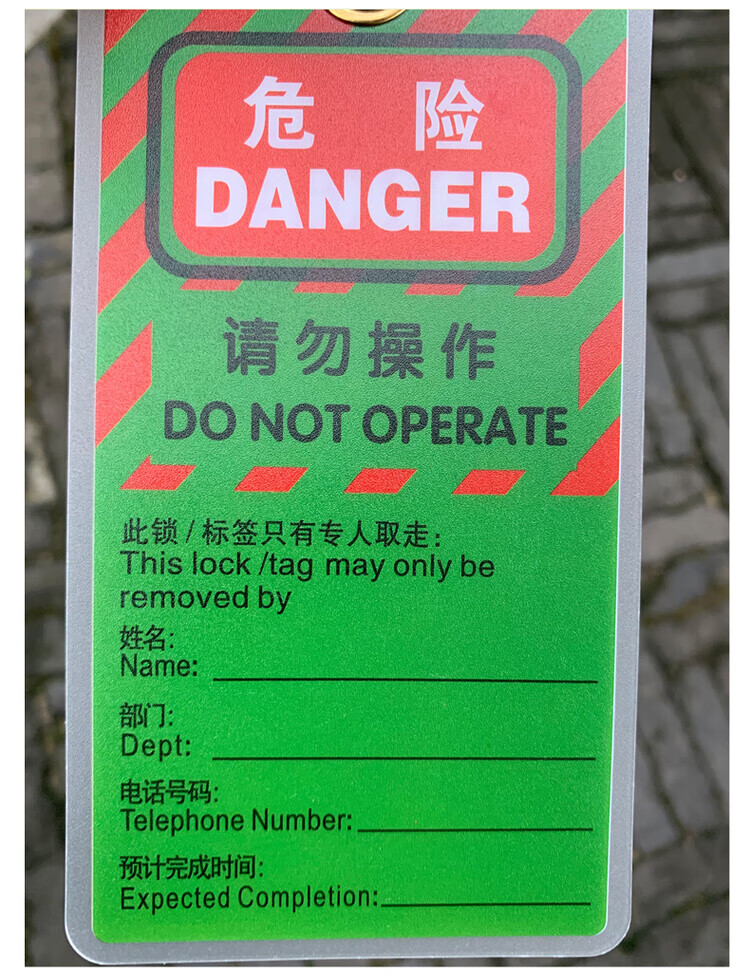 危 险
DANGER
请勿操作
DO NOT OPERATE
此锁/标签只有专人取走:
This lock /tag may only be
removed by
姓名:
Name:
部门:
Dept:
电话号码:
Telephone Number:
预计完成时间:
Expected Completion: